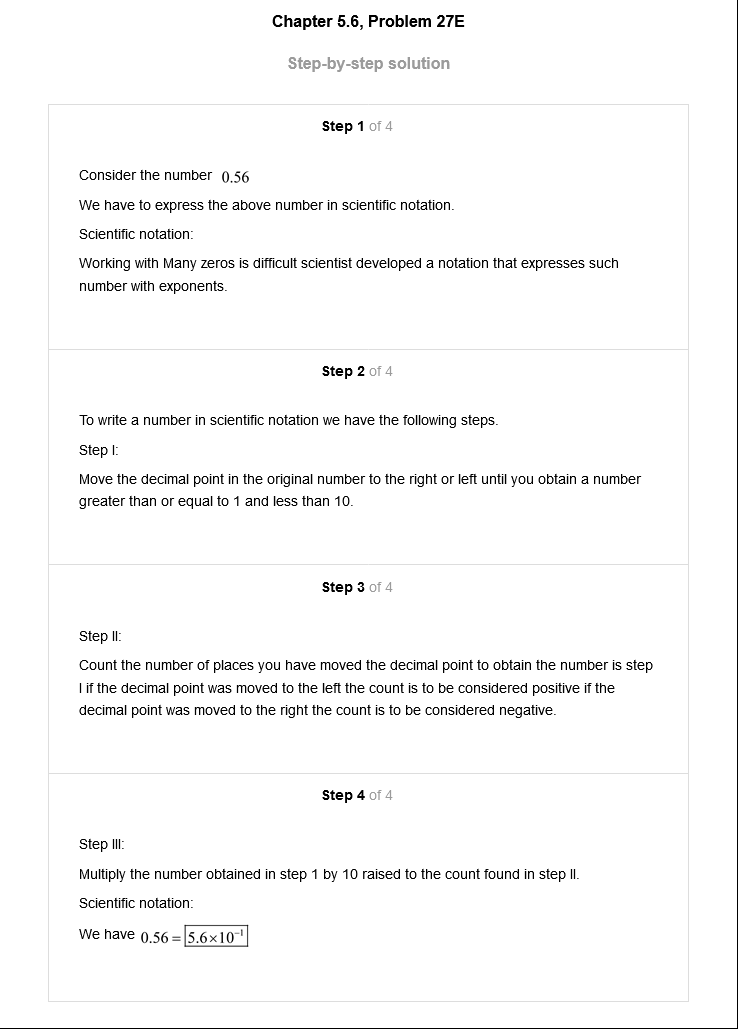 Chapter 5.6, Problem 27E
Step-by-step solution
Step 1 of 4
Consider the number 0.56
We have to express the above number in scientific notation.
Scientific notation:
Working with Many zeros is difficult scientist developed a notation that expresses such
number with exponents.
Step 2 of 4
To write a number in scientific notation we have the following steps.
Step I:
Move the decimal point in the original number to the right or left until you obtain a number
greater than or equal to 1 and less than 10.
Step 3 of 4
Step II:
Count the number of places you have moved the decimal point to obtain the number is step
I if the decimal point was moved to the left the count is to be considered positive if the
decimal point was moved to the right the count is to be considered negative.
Step 4 of 4
Step III:
Multiply the number obtained in step 1 by 10 raised to the count found in step II.
Scientific notation:
We have 0.56 = 5.6×10⁻¹